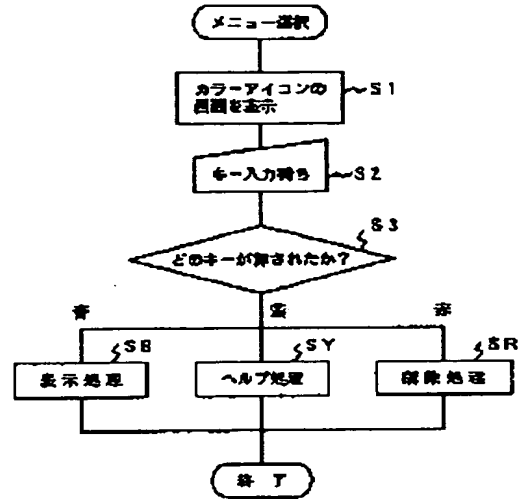 メニュー選択
カラーアイコンの
画面を表示
S1
キー入力待ち
S2
S3
どのキーが押されたか?
青
黄
赤
SB
SY
SR
表示処理
ヘルプ処理
削除処理
終了